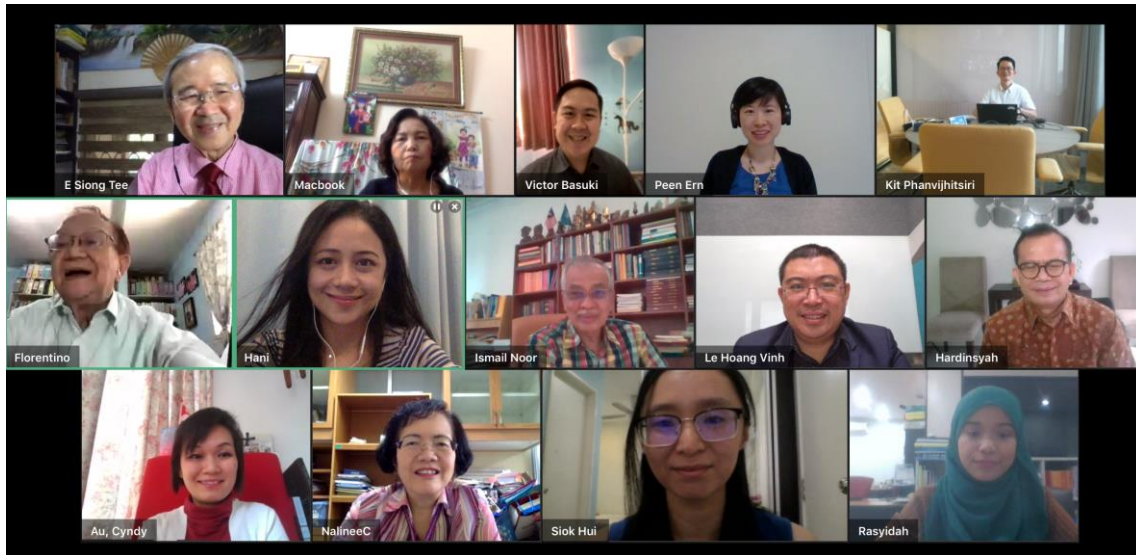 E Siong Tee
Macbook
Victor Basuki
Peen Ern
Kit Phanvijhitsiri
Florentino
Hani
Ismail Noor
Le Hoang Vinh
Hardinsyah
Au, Cyndy
NalineeC
Siok Hui
Rasyidah